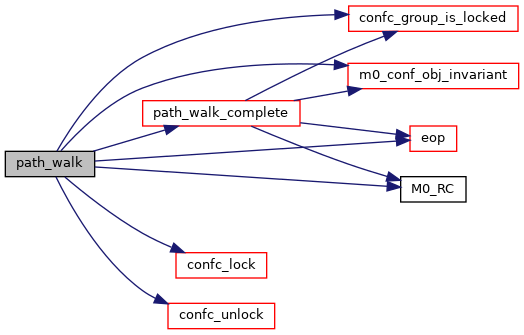 confc_group_is_locked
m0_conf_obj_invariant
path_walk_complete
eop
path_walk
M0_RC
confc_lock
confc_unlock